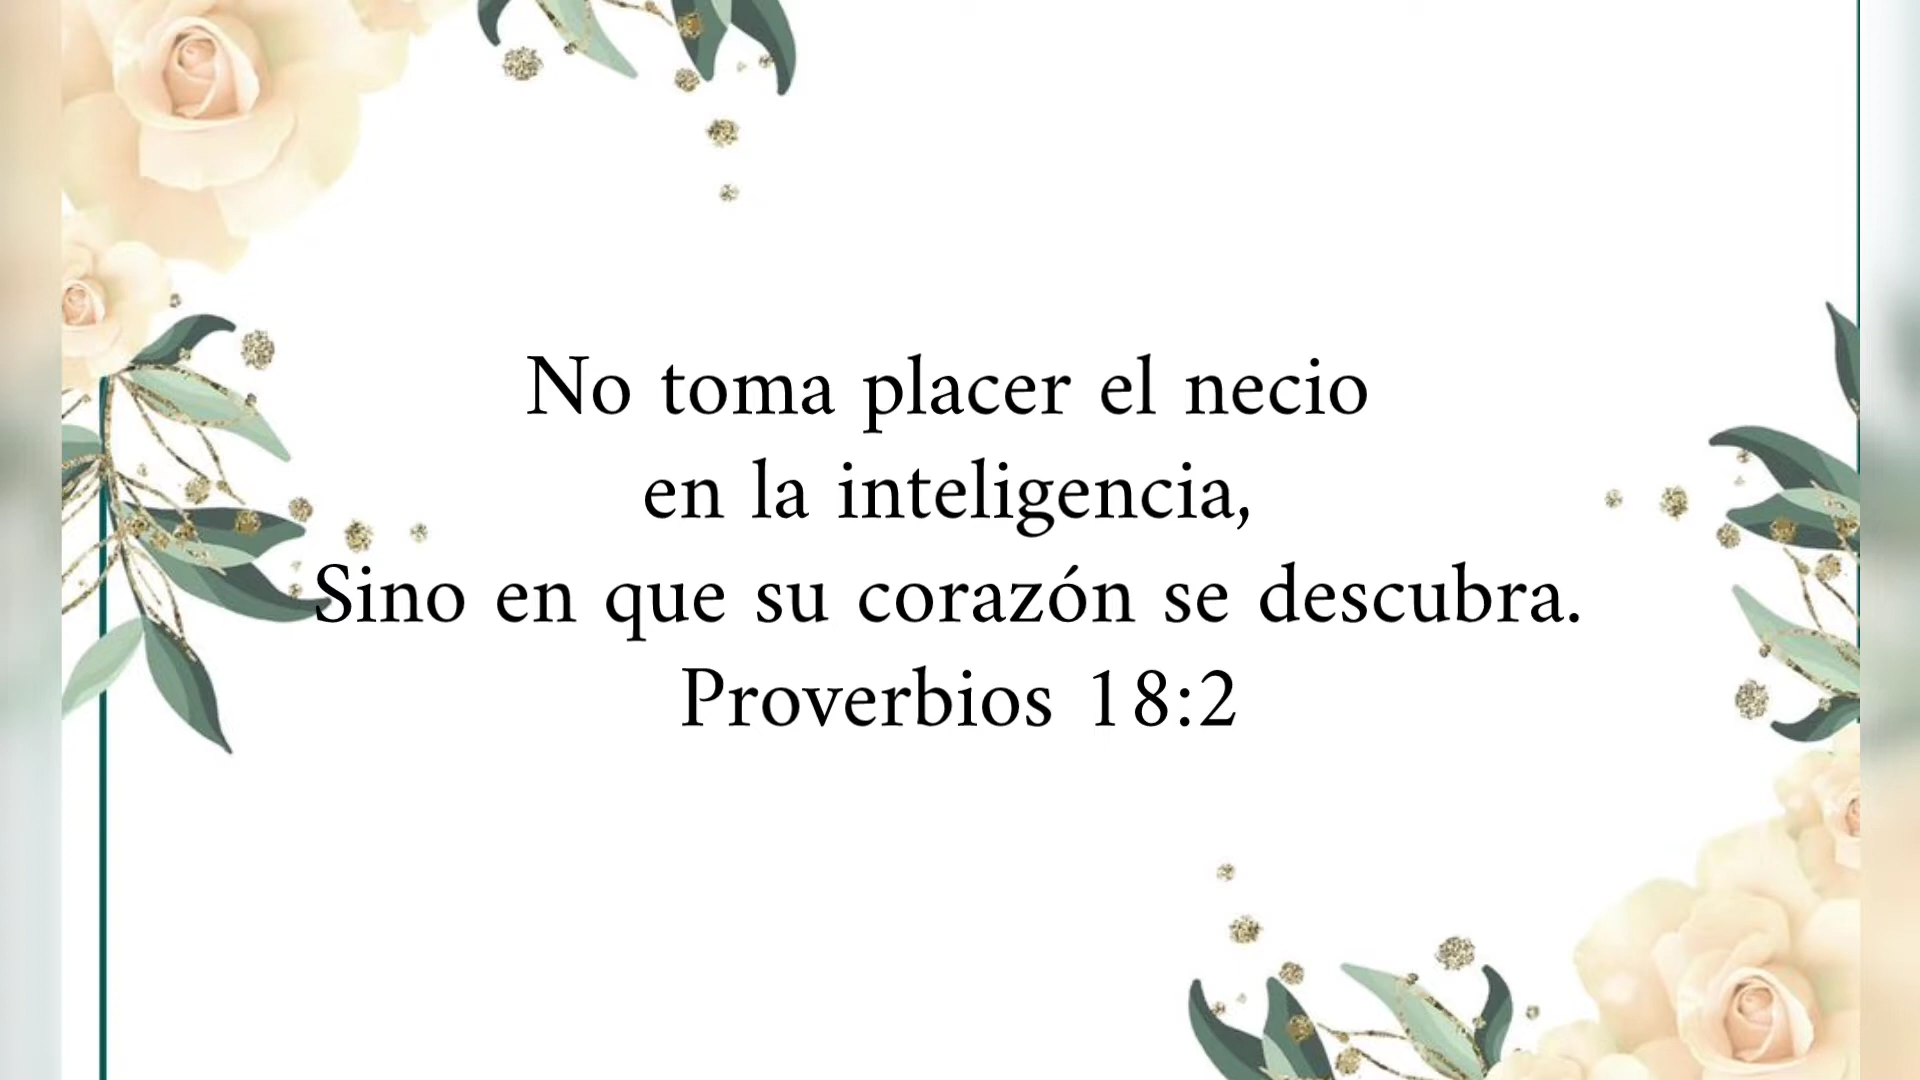 No toma placer el necio
en la inteligencia,
Sino en que su corazón se descubra.
Proverbios 18:2